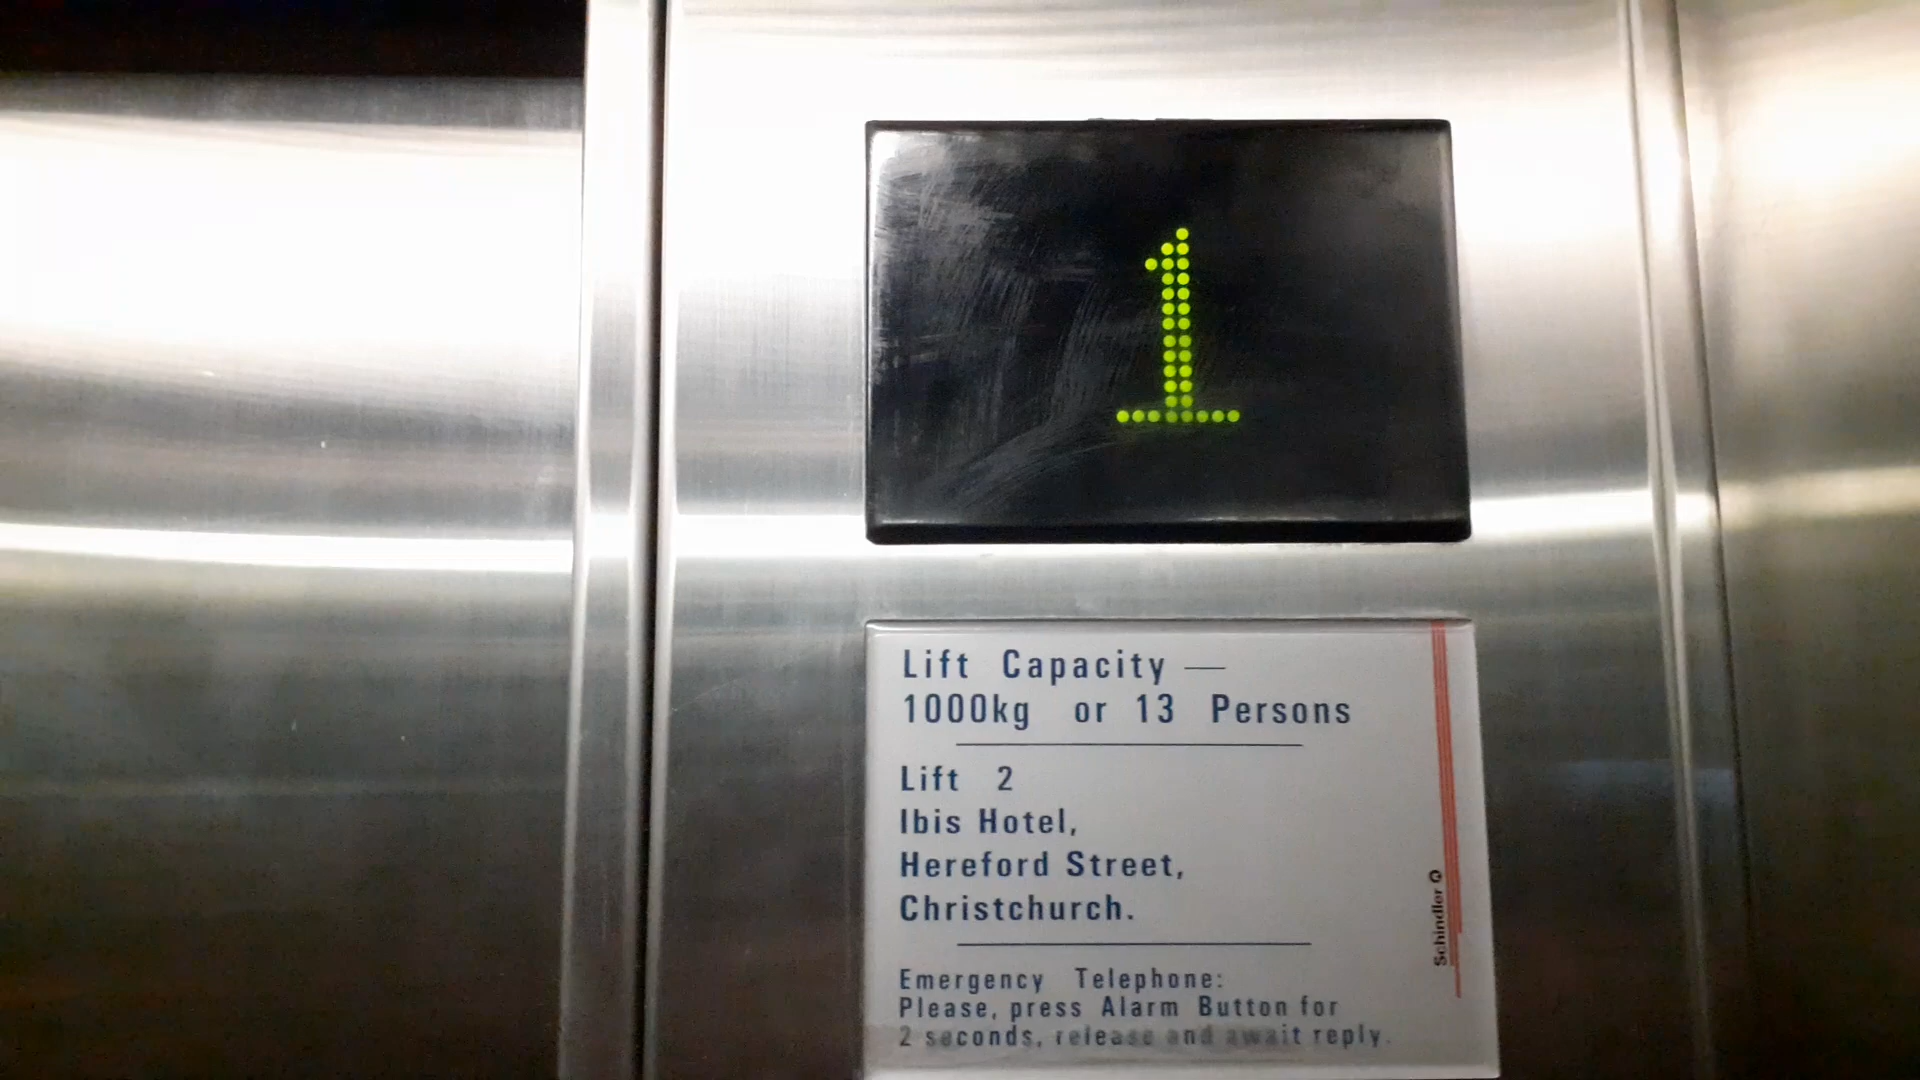 1
Lift Capacity —
1000kg or 13 Persons
Lift 2
Ibis Hotel,
Hereford Street,
Christchurch.
Emergency Telephone:
Please, press Alarm Button for
2 seconds, release and await reply.
Schindler